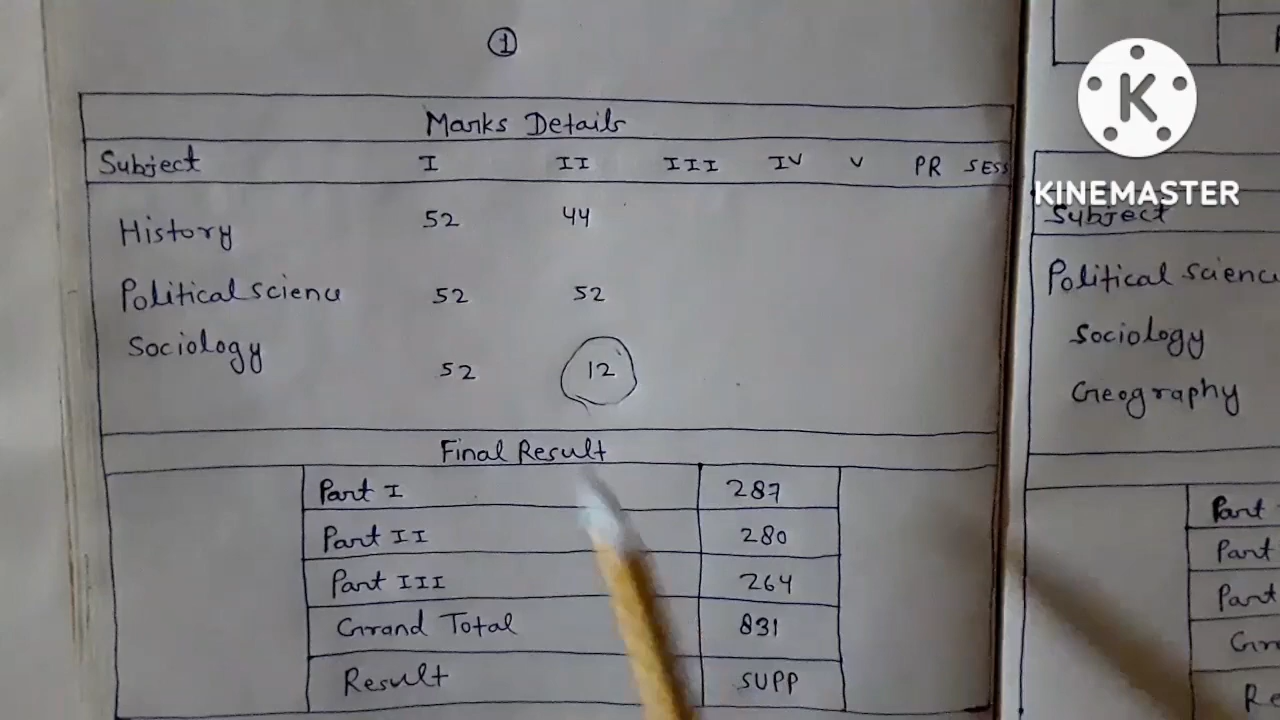 1
Marks Details
Subject I II III IV V PR SESS
History 52 44
Political science 52 52
Sociology 52 12
Final Result
Part I 287
Part II 280
Part III 264
Grand Total 831
Result SUPP
K
KINEMASTER
Subject
Political Science
Sociology
Geography
Part
Part
Part